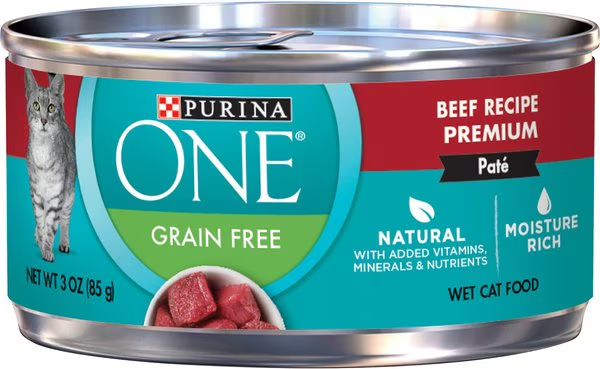 PURINA
ONE®
GRAIN FREE
NET WT 3 OZ (85 g)
BEEF RECIPE
PREMIUM
Paté
NATURAL
WITH ADDED VITAMINS,
MINERALS & NUTRIENTS
MOISTURE
RICH
WET CAT FOOD